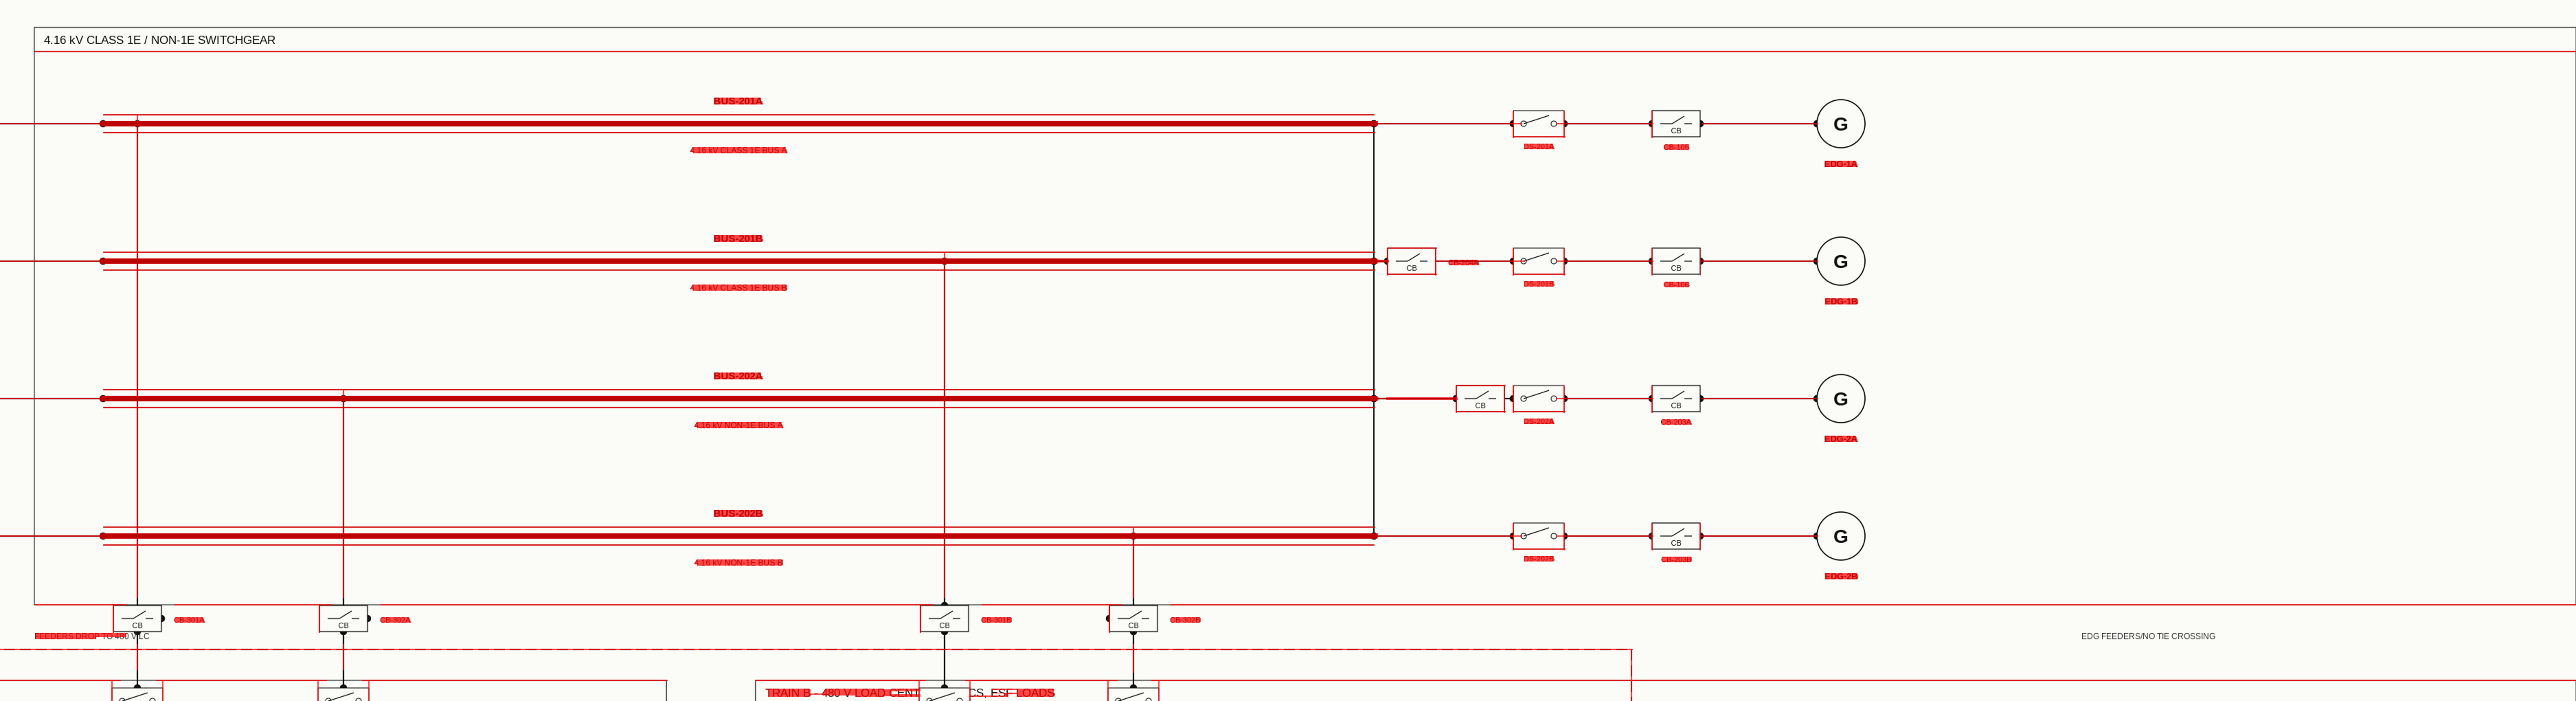 4.16 kV CLASS 1E / NON-1E SWITCHGEAR
BUS-201A
4.16 kV CLASS 1E BUS A
DS-201A
CB
CB-105
G
EDG-1A
BUS-201B
4.16 kV CLASS 1E BUS B
CB
DS-201B
CB
CB-106
G
EDG-1B
BUS-202A
4.16 kV NON-1E BUS A
CB
DS-202A
CB
CB-203A
G
EDG-2A
BUS-202B
4.16 kV NON-1E BUS B
DS-202B
CB
CB-203B
G
EDG-2B
CB
CB-301A
CB
CB-302A
CB
CB-301B
CB
CB-302B
FEEDERS DROP TO 480 V LC
EDG FEEDERS/NO TIE CROSSING
TRAIN B - 480 V LOAD CENT CS, ESF LOADS